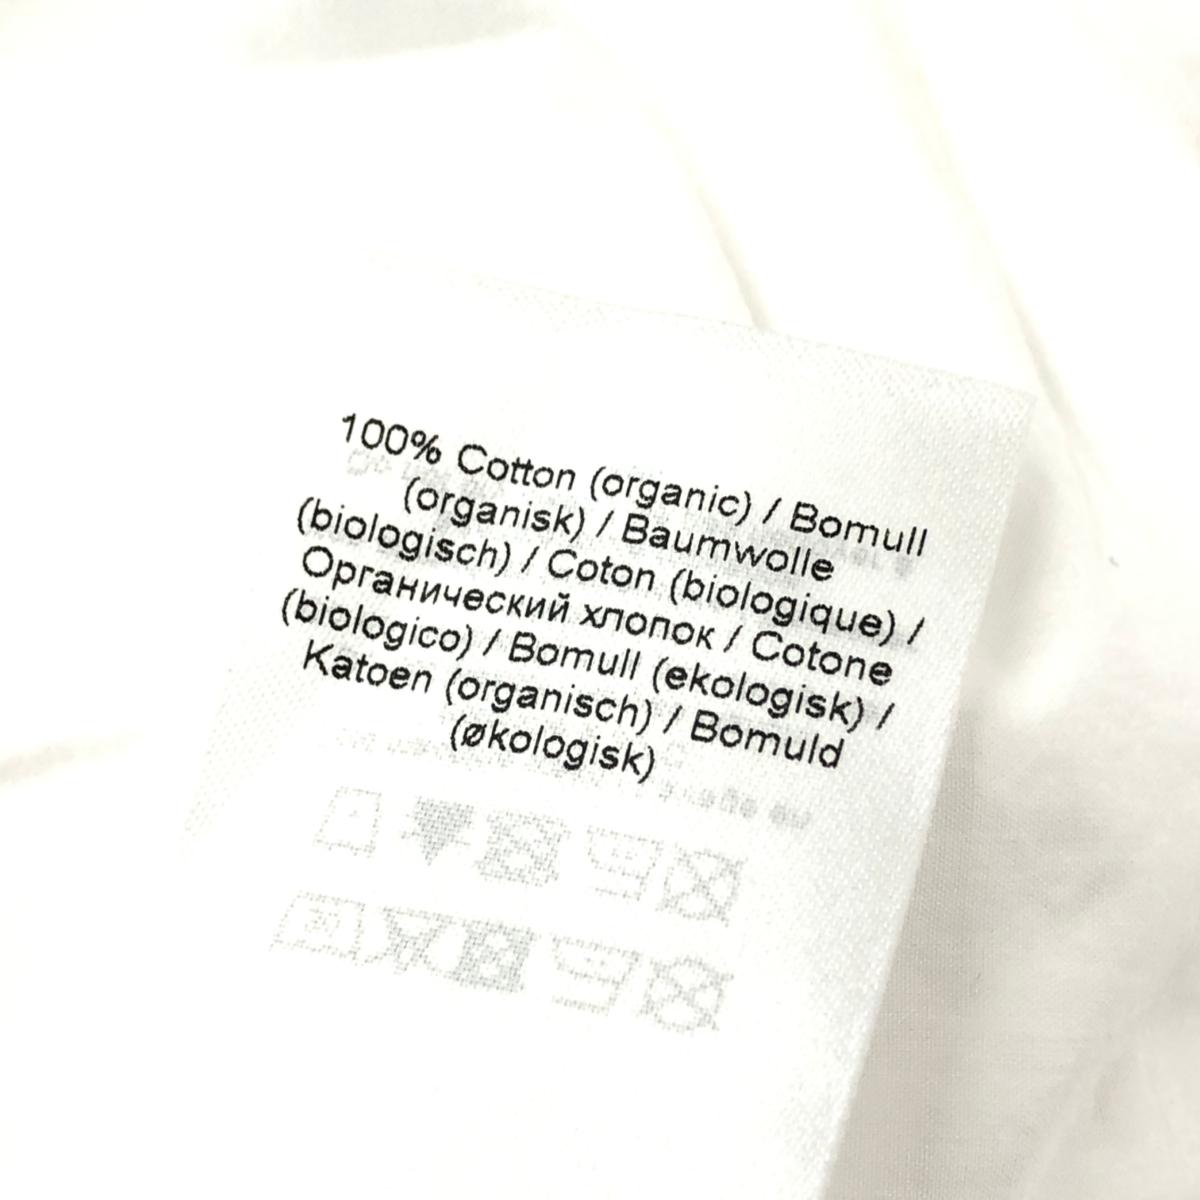 100% Cotton (organic) / Bomull
(organisk) / Baumwolle
(biologisch) / Coton (biologique) /
Органический хлопок / Cotone
(biologico) / Bomull (ekologisk) /
Katoen (organisch) / Bomuld
(økologisk)